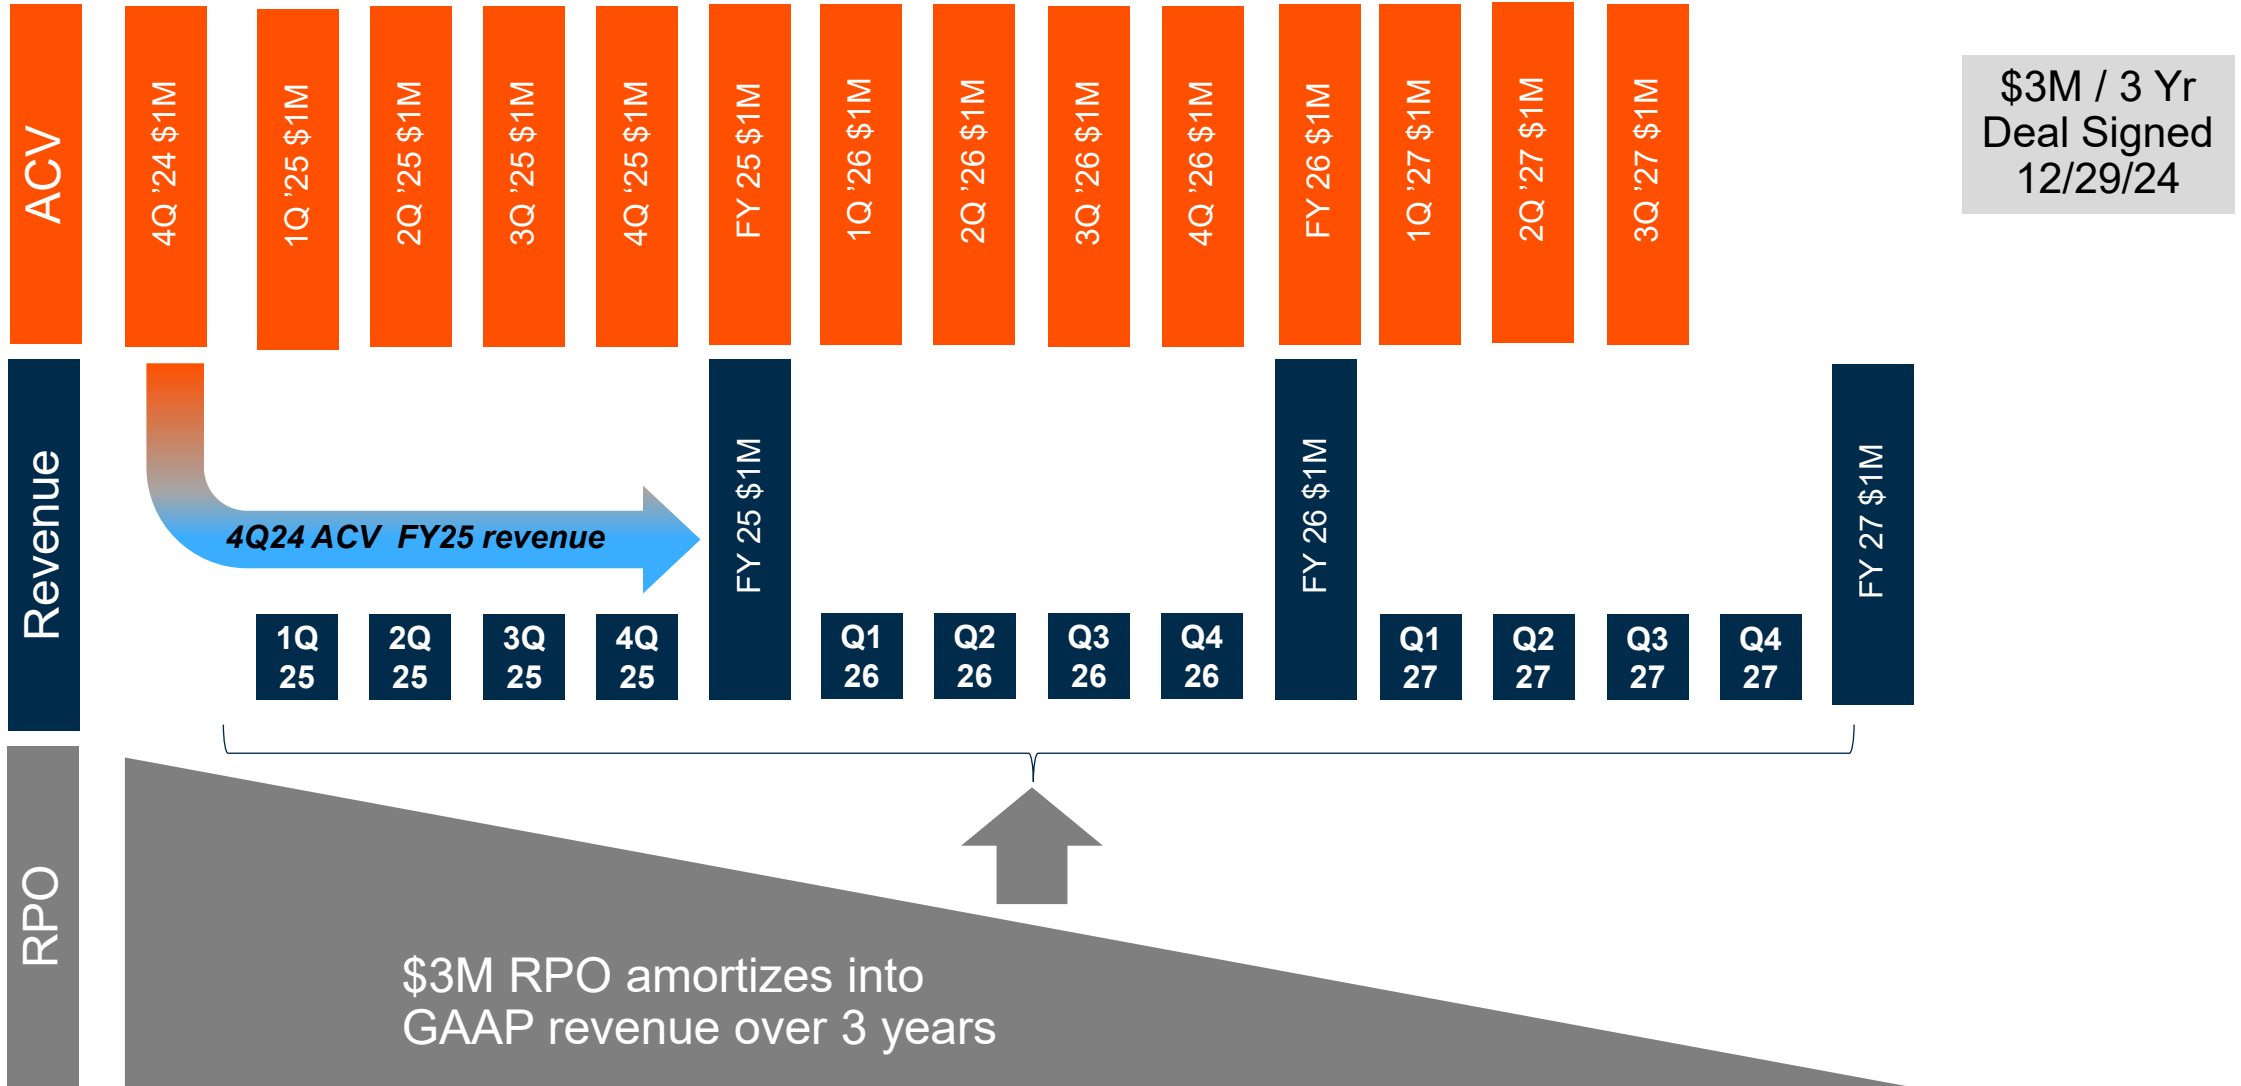 ACV
4Q ’24 $1M
1Q ’25 $1M
2Q ’25 $1M
3Q ’25 $1M
4Q ‘25 $1M
FY 25 $1M
1Q ’26 $1M
2Q ’26 $1M
3Q ’26 $1M
4Q ’26 $1M
FY 26 $1M
1Q ’27 $1M
2Q ’27 $1M
3Q ’27 $1M
$3M / 3 Yr
Deal Signed
12/29/24
Revenue
4Q24 ACV  FY25 revenue
FY 25 $1M
FY 26 $1M
FY 27 $1M
1Q
25
2Q
25
3Q
25
4Q
25
Q1
26
Q2
26
Q3
26
Q4
26
Q1
27
Q2
27
Q3
27
Q4
27
RPO
$3M RPO amortizes into
GAAP revenue over 3 years